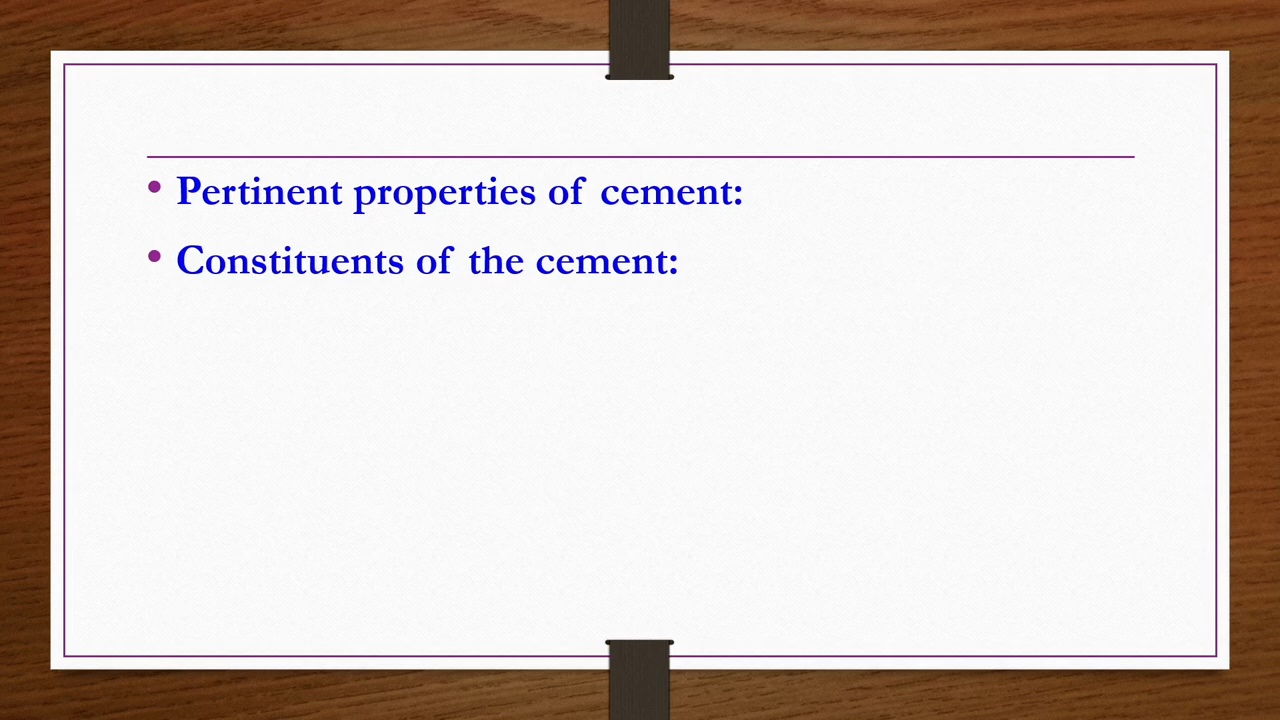 • Pertinent properties of cement:
• Constituents of the cement: